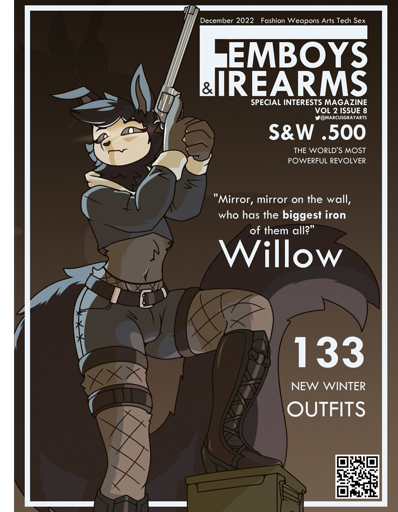 December 2022 Fashion Weapons Arts Tech Sex
FEMBOYS
& FIREARMS
SPECIAL INTERESTS MAGAZINE
VOL 2 ISSUE 8
@MARCUSGRAYARTS
S&W .500
THE WORLD'S MOST
POWERFUL REVOLVER
"Mirror, mirror on the wall,
who has the biggest iron
of them all?"
Willow
133
NEW WINTER
OUTFITS